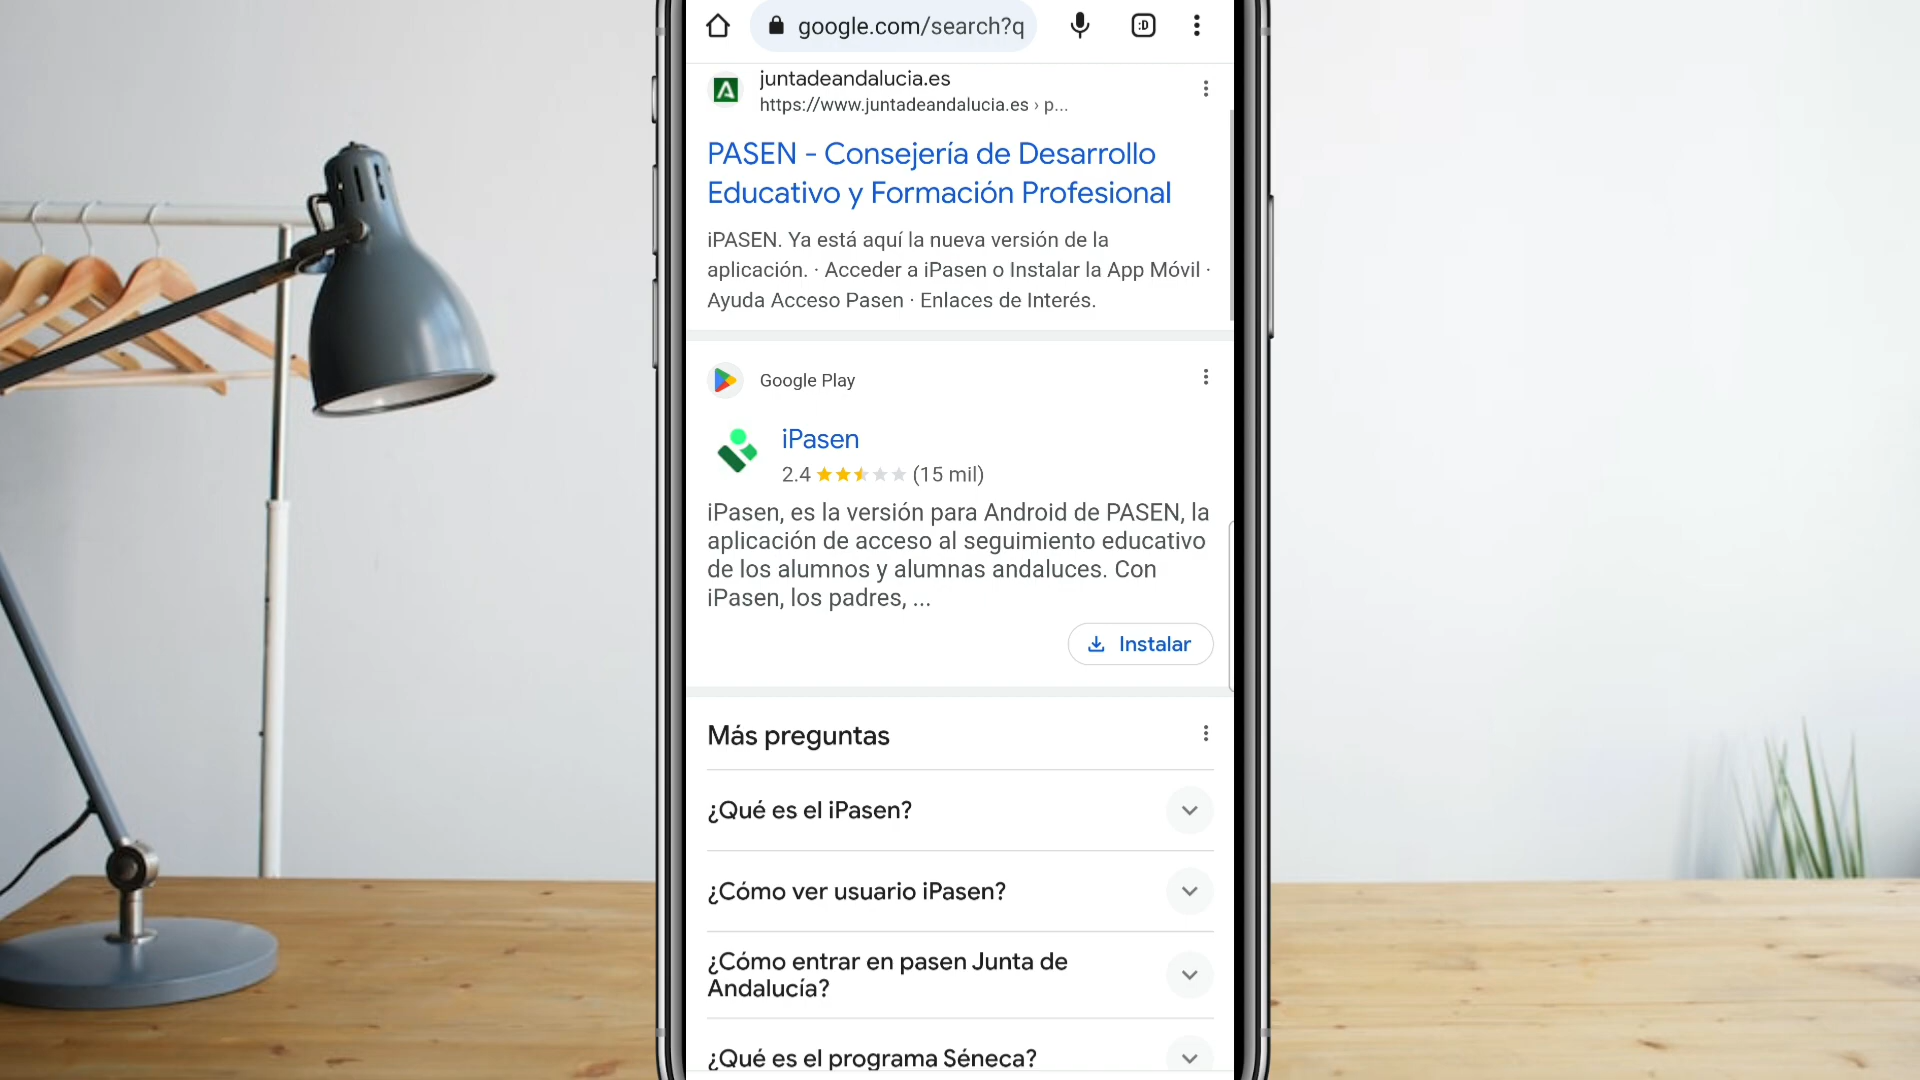 google.com/search?q
:D
juntadeandalucia.es
https://www.juntadeandalucia.es › p...
PASEN - Consejería de Desarrollo
Educativo y Formación Profesional
iPASEN. Ya está aquí la nueva versión de la
aplicación. · Acceder a iPasen o Instalar la App Móvil ·
Ayuda Acceso Pasen · Enlaces de Interés.
Google Play
iPasen
2.4 ★★★★★ (15 mil)
iPasen, es la versión para Android de PASEN, la
aplicación de acceso al seguimiento educativo
de los alumnos y alumnas andaluces. Con
iPasen, los padres, ...
Instalar
Más preguntas
¿Qué es el iPasen?
¿Cómo ver usuario iPasen?
¿Cómo entrar en pasen Junta de
Andalucía?
¿Qué es el programa Séneca?